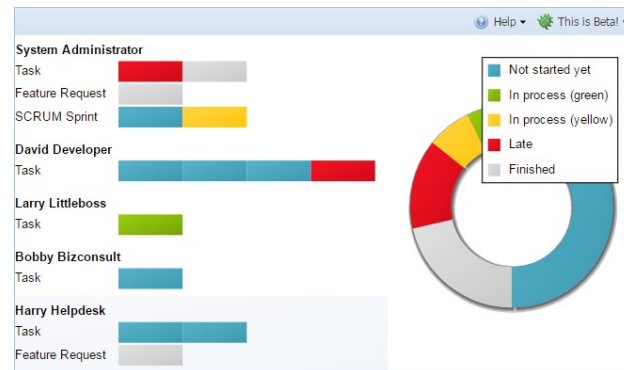 Help
This is Beta!
System Administrator
Task
Feature Request
SCRUM Sprint
David Developer
Task
Larry Littleboss
Task
Bobby Bizconsult
Task
Harry Helpdesk
Task
Feature Request
Not started yet
In process (green)
In process (yellow)
Late
Finished